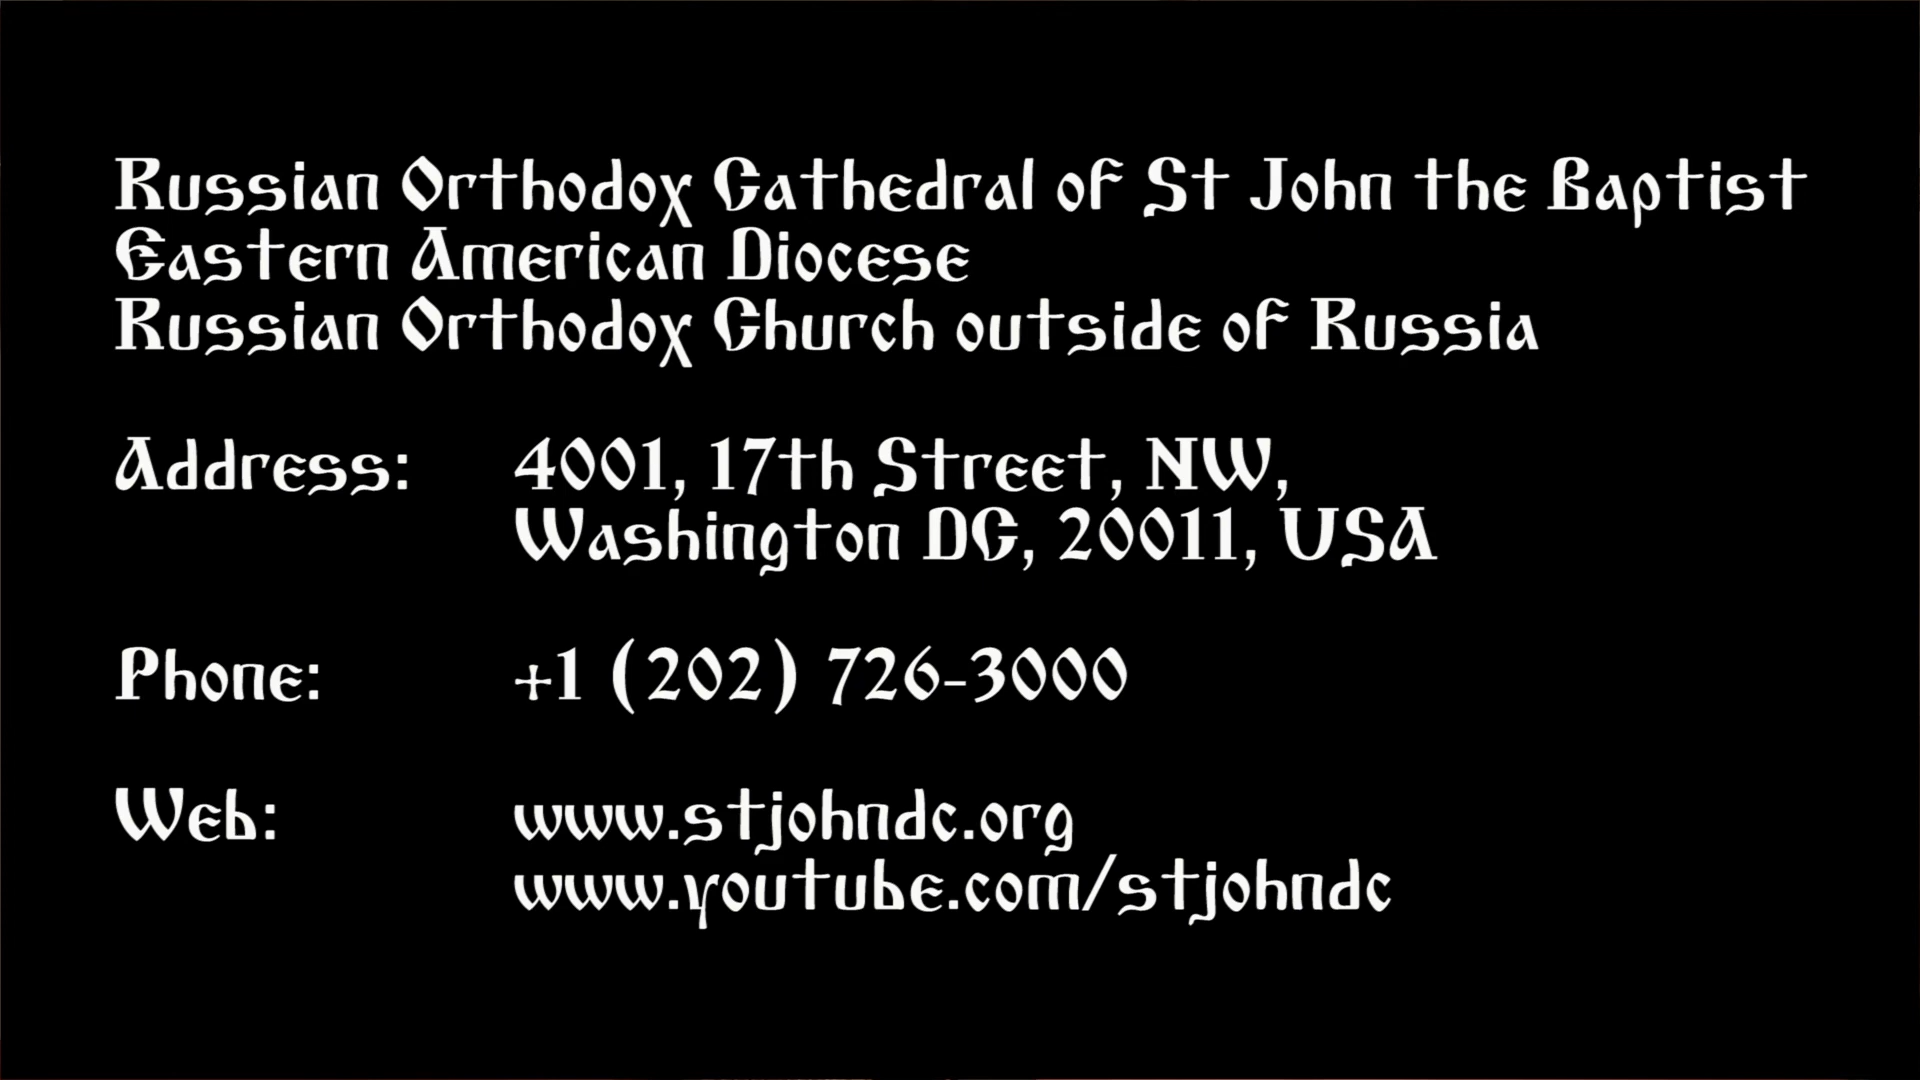 Russian Orthodox Cathedral of St John the Baptist
Eastern American Diocese
Russian Orthodox Church outside of Russia
Address: 4001, 17th Street, NW,
Washington DC, 20011, USA
Phone: +1 (202) 726-3000
Web: www.stjohndc.org
www.youtube.com/stjohndc